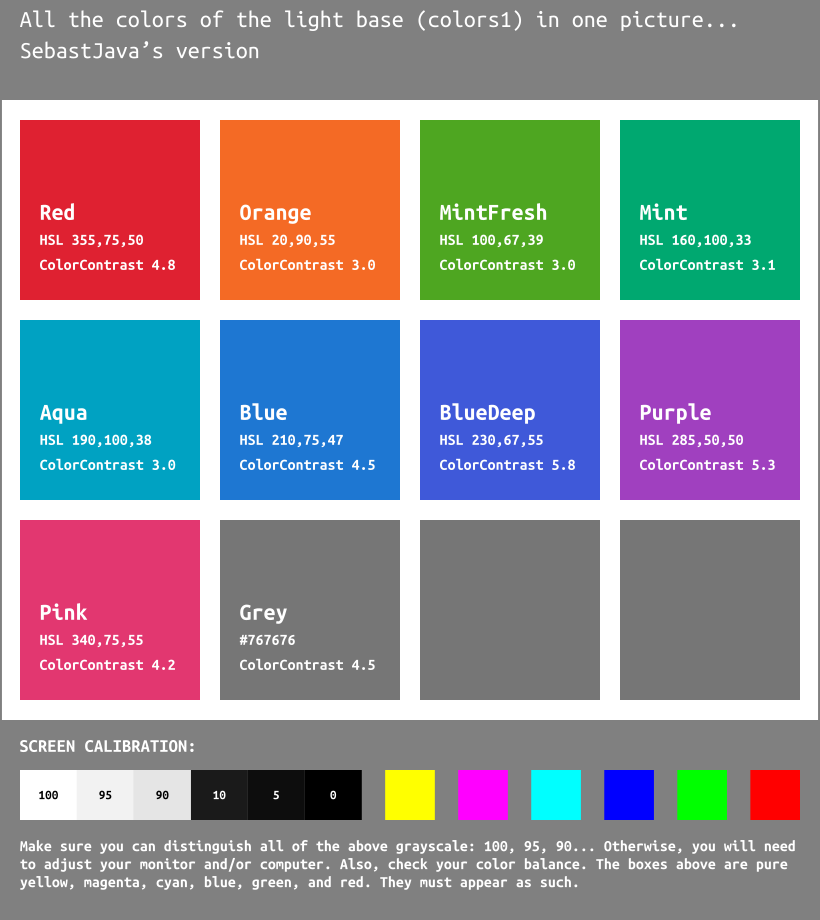 All the colors of the light base (colors1) in one picture...
SebastJava’s version
Red
HSL 355,75,50
ColorContrast 4.8
Orange
HSL 20,90,55
ColorContrast 3.0
MintFresh
HSL 100,67,39
ColorContrast 3.0
Mint
HSL 160,100,33
ColorContrast 3.1
Aqua
HSL 190,100,38
ColorContrast 3.0
Blue
HSL 210,75,47
ColorContrast 4.5
BlueDeep
HSL 230,67,55
ColorContrast 5.8
Purple
HSL 285,50,50
ColorContrast 5.3
Pink
HSL 340,75,55
ColorContrast 4.2
Grey
#767676
ColorContrast 4.5
SCREEN CALIBRATION:
100 95 90 10 5 0
Make sure you can distinguish all of the above grayscale: 100, 95, 90... Otherwise, you will need
to adjust your monitor and/or computer. Also, check your color balance. The boxes above are pure
yellow, magenta, cyan, blue, green, and red. They must appear as such.